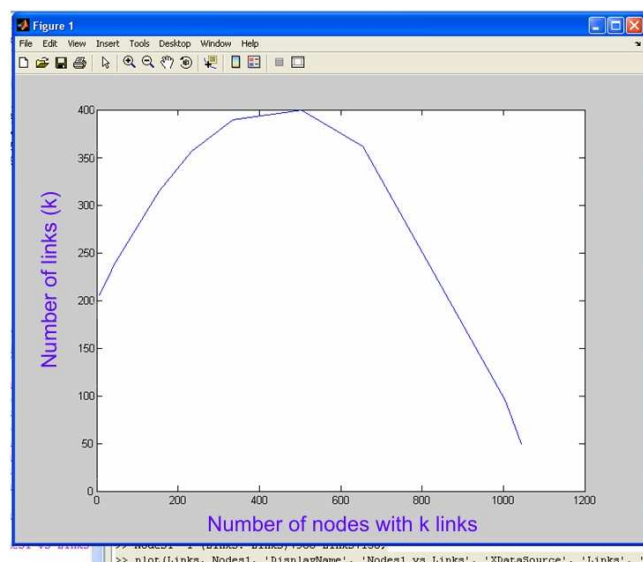 Figure 1
File Edit View Insert Tools Desktop Window Help
400
350
300
250
200
150
100
50
0
Number of links (k)
0 200 400 600 800 1000 1200
Number of nodes with k links
>> plot(Links, Nodes1, 'DisplayName', 'Nodes1 vs Links', 'XDataSource', 'Links',